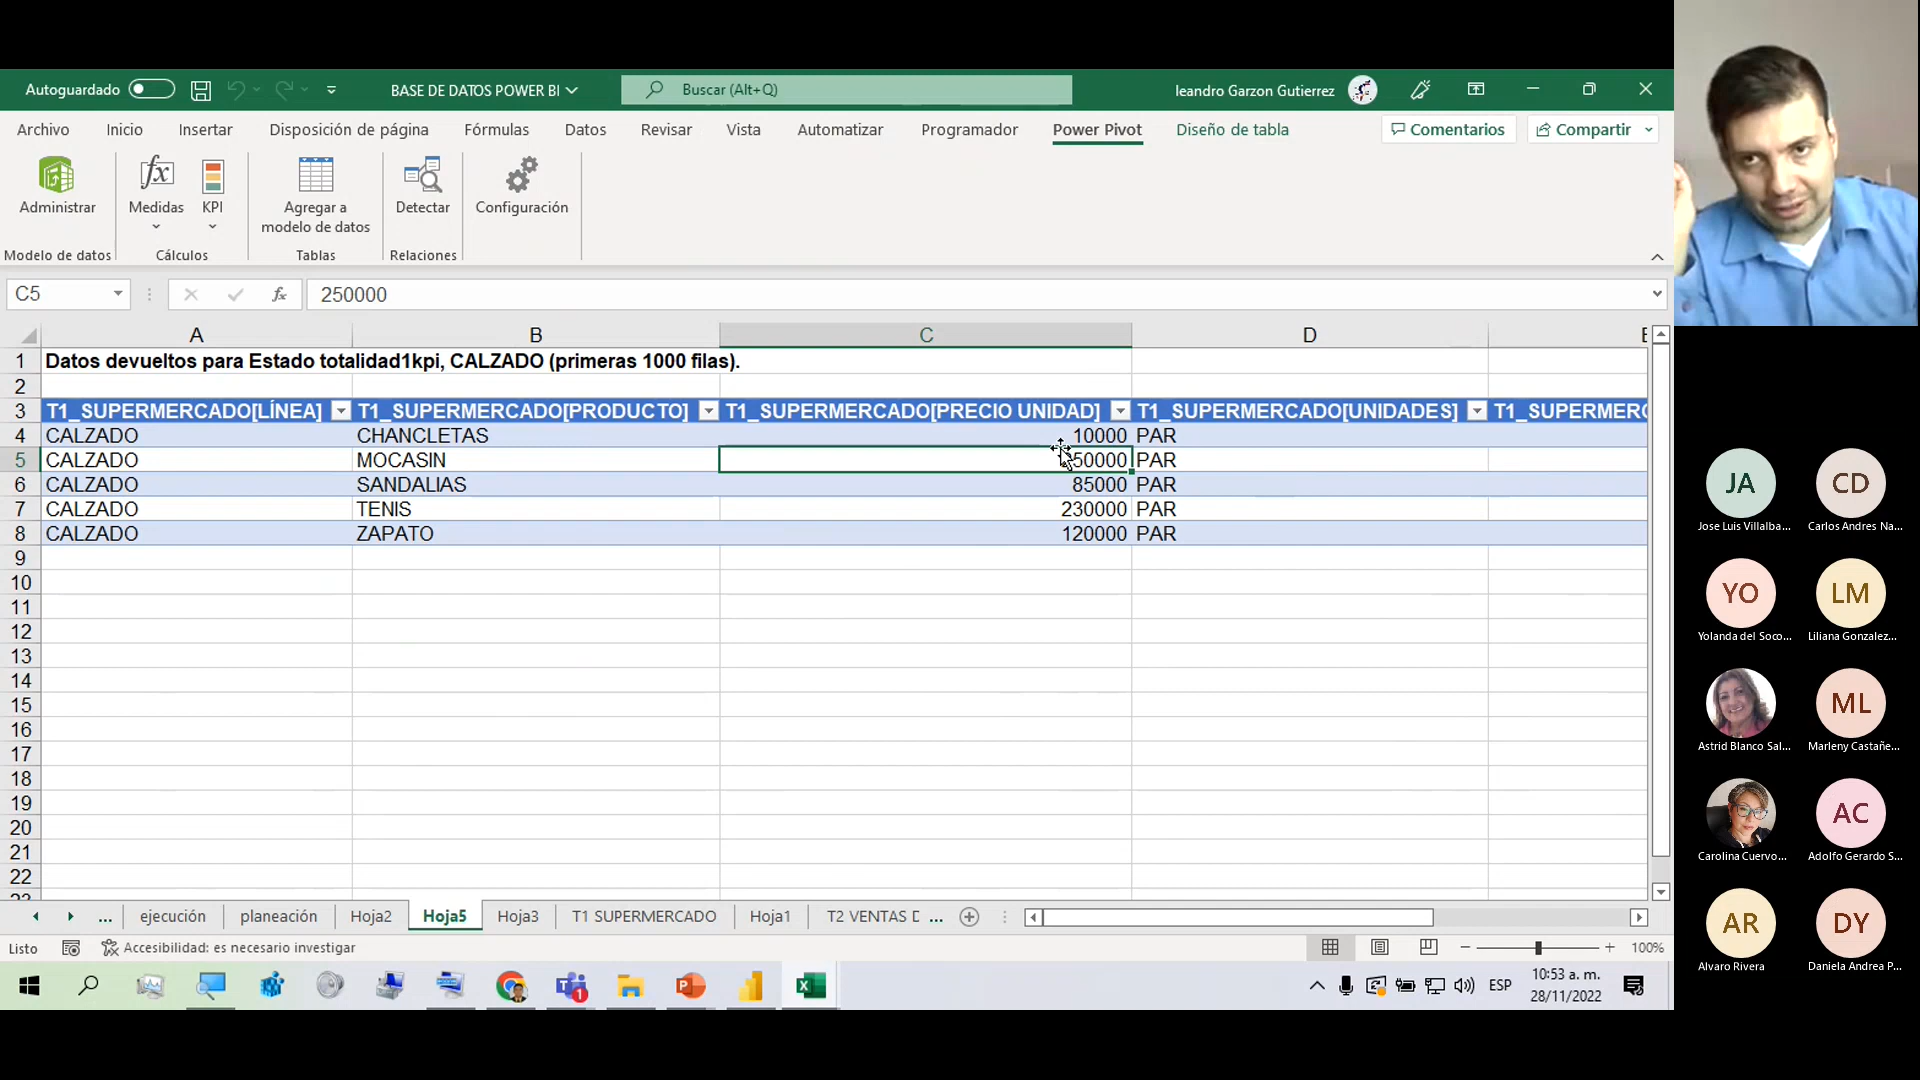 Autoguardado
BASE DE DATOS POWER BI
Buscar (Alt+Q)
leandro Garzon Gutierrez
Archivo Inicio Insertar Disposición de página Fórmulas Datos Revisar Vista Automatizar Programador Power Pivot Diseño de tabla Comentarios Compartir
Administrar Medidas KPI Agregar a modelo de datos Detectar Configuración
Modelo de datos Cálculos Tablas Relaciones
C5 fx 250000
A B C D E
1 Datos devueltos para Estado totalidad1kpi, CALZADO (primeras 1000 filas).
2
3 T1_SUPERMERCADO[LÍNEA] T1_SUPERMERCADO[PRODUCTO] T1_SUPERMERCADO[PRECIO UNIDAD] T1_SUPERMERCADO[UNIDADES] T1_SUPERMERC
4 CALZADO CHANCLETAS 10000 PAR
5 CALZADO MOCASIN 50000 PAR
6 CALZADO SANDALIAS 85000 PAR
7 CALZADO TENIS 230000 PAR
8 CALZADO ZAPATO 120000 PAR
9
10
11
12
13
14
15
16
17
18
19
20
21
22
... ejecución planeación Hoja2 Hoja5 Hoja3 T1 SUPERMERCADO Hoja1 T2 VENTAS D ...
Listo Accesibilidad: es necesario investigar 100%
ESP 10:53 a. m.
28/11/2022
JA CD
Jose Luis Villalba... Carlos Andres Na...
YO LM
Yolanda del Soco... Liliana Gonzalez...
ML
Astrid Blanco Sal... Marleny Castañe...
AC
Carolina Cuervo... Adolfo Gerardo S...
AR DY
Alvaro Rivera Daniela Andrea P...